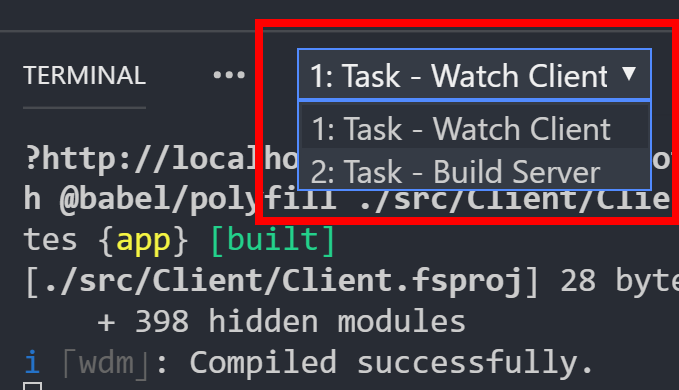 TERMINAL ... 1: Task - Watch Client ▼
1: Task - Watch Client
2: Task - Build Server
?http://localho
h @babel/polyfill ./src/Client/Clie
tes {app} [built]
[./src/Client/Client.fsproj] 28 byte
+ 398 hidden modules
i ｢wdm｣: Compiled successfully.